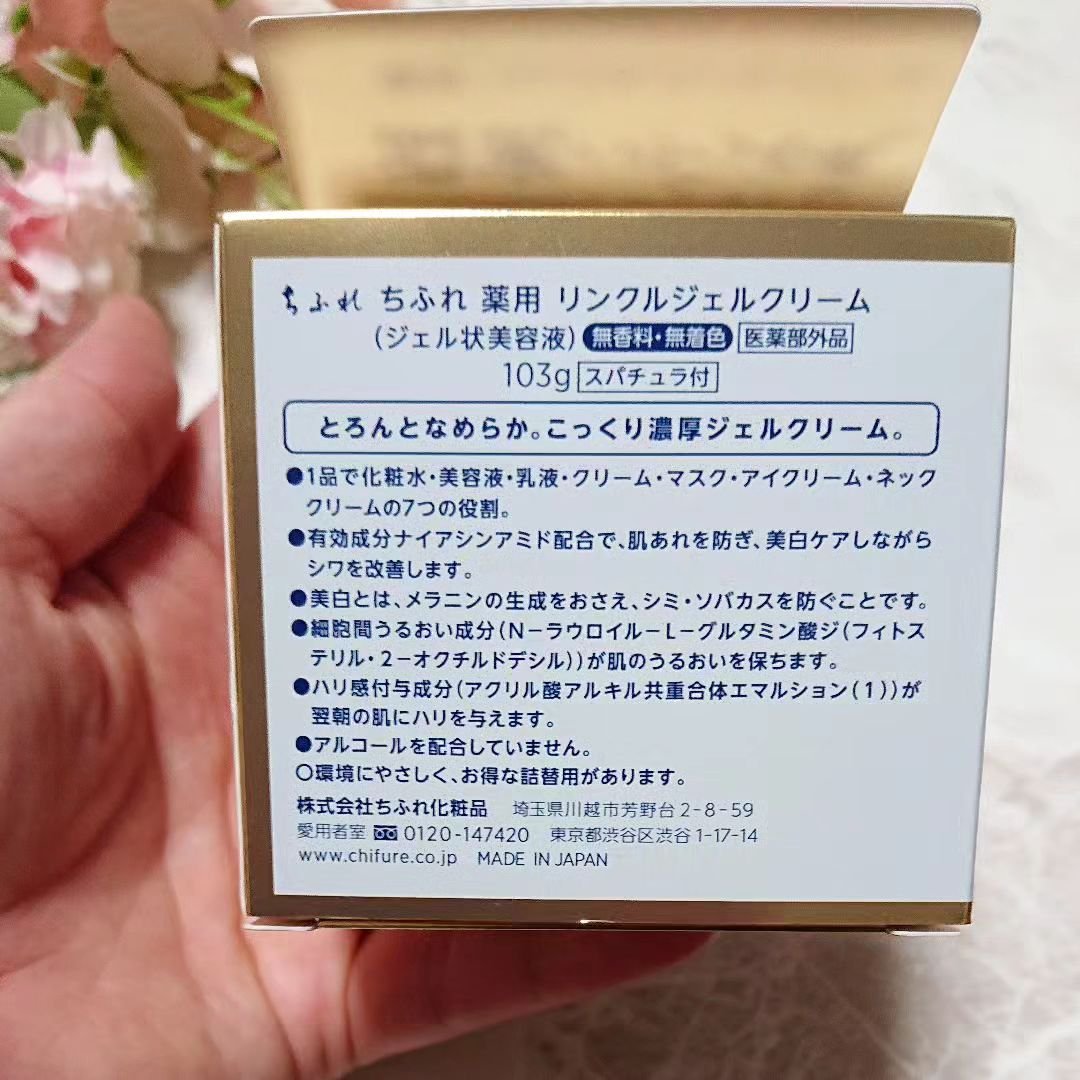 ちふれ ちふれ 薬用 リンクルジェルクリーム
(ジェル状美容液) 無香料・無着色 医薬部外品
103g スパチュラ付
とろんとなめらか。こっくり濃厚ジェルクリーム。
●1品で化粧水・美容液・乳液・クリーム・マスク・アイクリーム・ネック
クリームの7つの役割。
●有効成分ナイアシンアミド配合で、肌あれを防ぎ、美白ケアしながら
シワを改善します。
●美白とは、メラニンの生成をおさえ、シミ・ソバカスを防ぐことです。
●細胞間うるおい成分(N-ラウロイル-L-グルタミン酸ジ(フィトス
テリル・2-オクチルドデシル))が肌のうるおいを保ちます。
●ハリ感付与成分(アクリル酸アルキル共重合体エマルション(1))が
翌朝の肌にハリを与えます。
●アルコールを配合していません。
○環境にやさしく、お得な詰替用があります。
株式会社ちふれ化粧品 埼玉県川越市芳野台2-8-59
愛用者室 0120-147420 東京都渋谷区渋谷1-17-14
www.chifure.co.jp MADE IN JAPAN